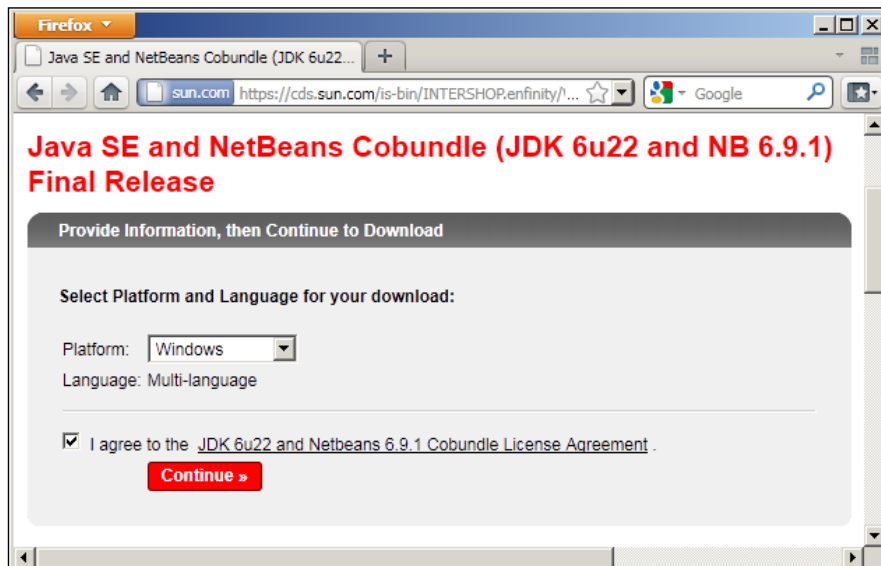 Firefox
Java SE and NetBeans Cobundle (JDK 6u22...
sun.com https://cds.sun.com/is-bin/INTERSHOP.enfinity/'... Google
Java SE and NetBeans Cobundle (JDK 6u22 and NB 6.9.1)
Final Release
Provide Information, then Continue to Download
Select Platform and Language for your download:
Platform: Windows
Language: Multi-language
I agree to the JDK 6u22 and Netbeans 6.9.1 Cobundle License Agreement .
Continue »